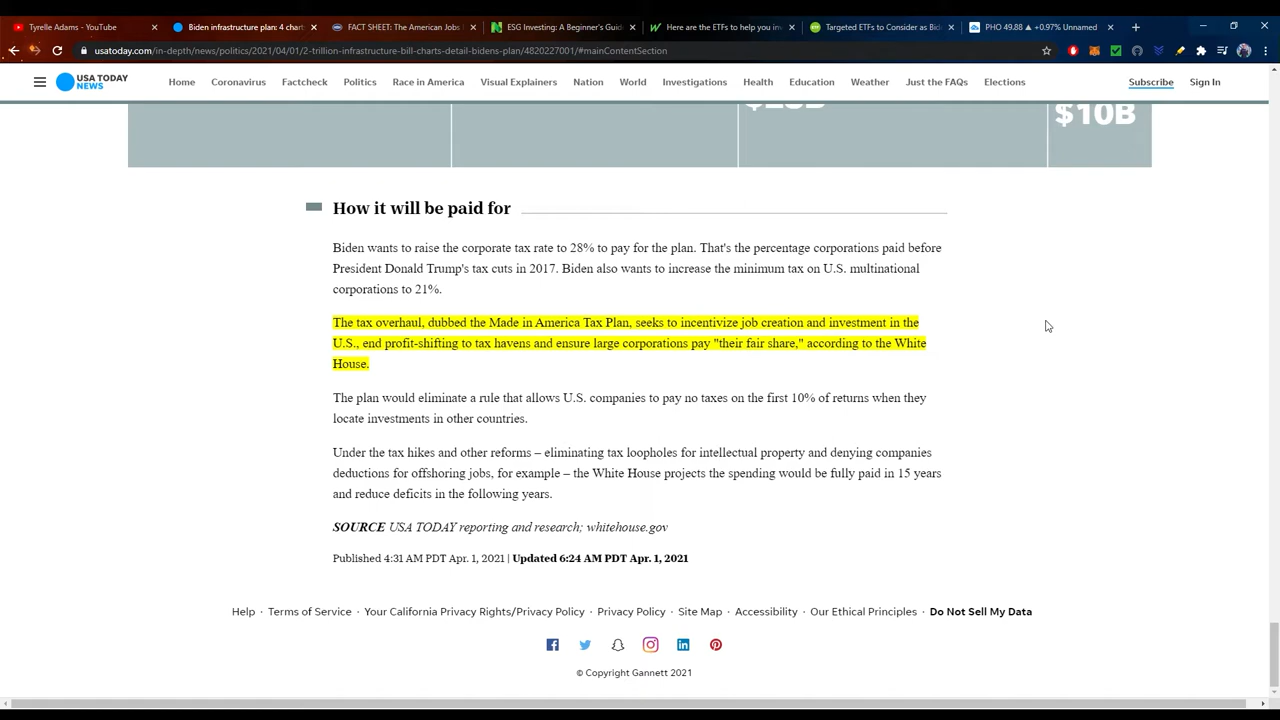 Tyrelle Adams - YouTube
Biden infrastructure plan: 4 chart
FACT SHEET: The American Jobs
ESG Investing: A Beginner's Guid
Here are the ETFs to help you inv
Targeted ETFs to Consider as Bid
PHO 49.88 ▲ +0.97% Unnamed
usatoday.com/in-depth/news/politics/2021/04/01/2-trillion-infrastructure-bill-charts-detail-bidens-plan/4820227001/#mainContentSection
USA TODAY
NEWS
Home
Coronavirus
Factcheck
Politics
Race in America
Visual Explainers
Nation
World
Investigations
Health
Opinion
Education
Weather
Just the FAQs
Elections
Subscribe
Sign In
$10B
How it will be paid for
Biden wants to raise the corporate tax rate to 28% to pay for the plan. That's the percentage corporations paid before
President Donald Trump's tax cuts in 2017. Biden also wants to increase the minimum tax on U.S. multinational
corporations to 21%.
The tax overhaul, dubbed the Made in America Tax Plan, seeks to incentivize job creation and investment in the
U.S., end profit-shifting to tax havens and ensure large corporations pay "their fair share," according to the White
House.
The plan would eliminate a rule that allows U.S. companies to pay no taxes on the first 10% of returns when they
locate investments in other countries.
Under the tax hikes and other reforms – eliminating tax loopholes for intellectual property and denying companies
deductions for offshoring jobs, for example – the White House projects the spending would be fully paid in 15 years
and reduce deficits in the following years.
SOURCE USA TODAY reporting and research; whitehouse.gov
Published 4:31 AM PDT Apr. 1, 2021 | Updated 6:24 AM PDT Apr. 1, 2021
Help · Terms of Service · Your California Privacy Rights/Privacy Policy · Privacy Policy · Site Map · Accessibility · Our Ethical Principles · Do Not Sell My Data
© Copyright Gannett 2021